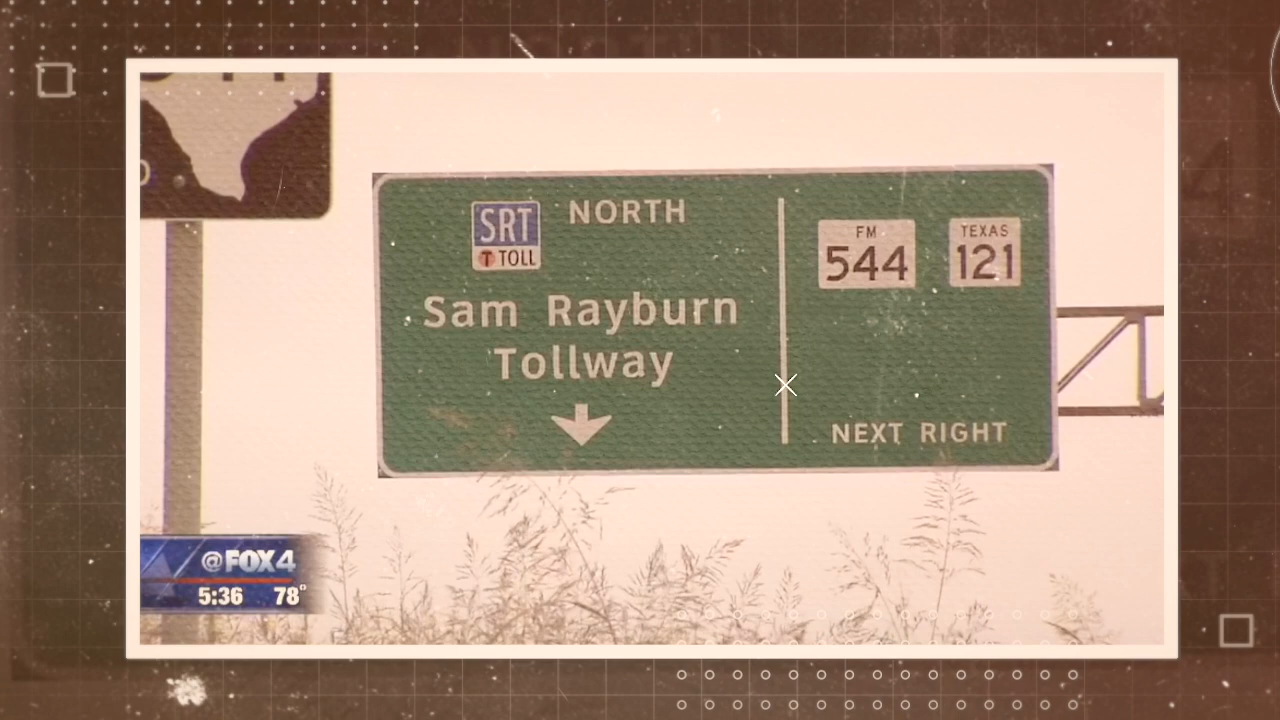 SRT
T TOLL
NORTH
Sam Rayburn
Tollway
FM
544
TEXAS
121
NEXT RIGHT
@FOX4
5:36 78°